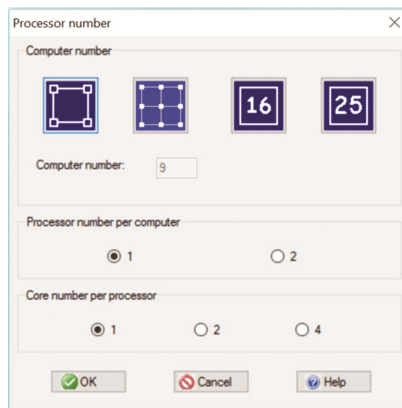 Processor number
Computer number
16 25
Computer number: 9
Processor number per computer
1 2
Core number per processor
1 2 4
OK Cancel Help